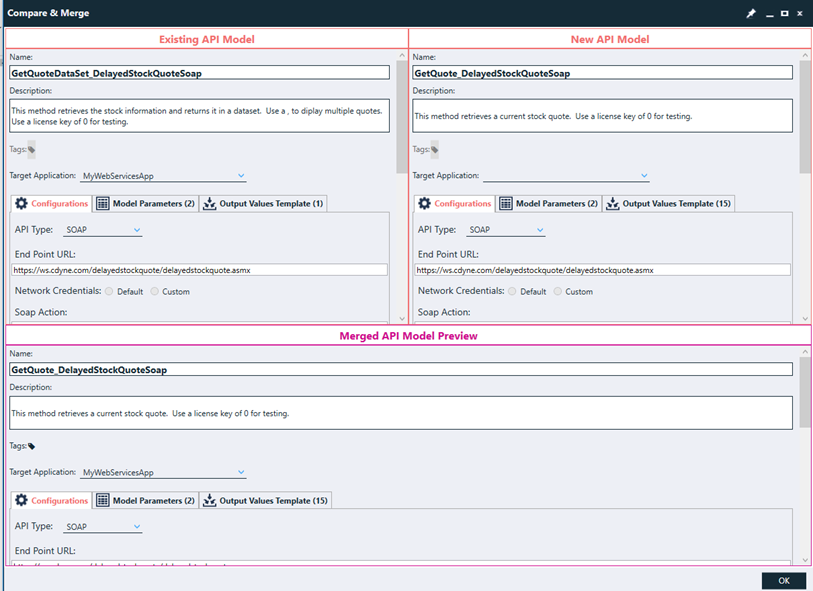 Compare & Merge
Existing API Model
Name:
GetQuoteDataSet_DelayedStockQuoteSoap
Description:
This method retrieves the stock information and returns it in a dataset.  Use a , to diplay multiple quotes.
Use a license key of 0 for testing.
Tags:
Target Application: MyWebServicesApp
Configurations Model Parameters (2) Output Values Template (1)
API Type: SOAP
End Point URL:
https://ws.cdyne.com/delayedstockquote/delayedstockquote.asmx
Network Credentials: Default Custom
Soap Action:
New API Model
Name:
GetQuote_DelayedStockQuoteSoap
Description:
This method retrieves a current stock quote.  Use a license key of 0 for testing.
Tags:
Target Application:
Configurations Model Parameters (2) Output Values Template (15)
API Type: SOAP
End Point URL:
https://ws.cdyne.com/delayedstockquote/delayedstockquote.asmx
Network Credentials: Default Custom
Soap Action:
Merged API Model Preview
Name:
GetQuote_DelayedStockQuoteSoap
Description:
This method retrieves a current stock quote.  Use a license key of 0 for testing.
Tags:
Target Application: MyWebServicesApp
Configurations Model Parameters (2) Output Values Template (15)
API Type: SOAP
End Point URL:
OK